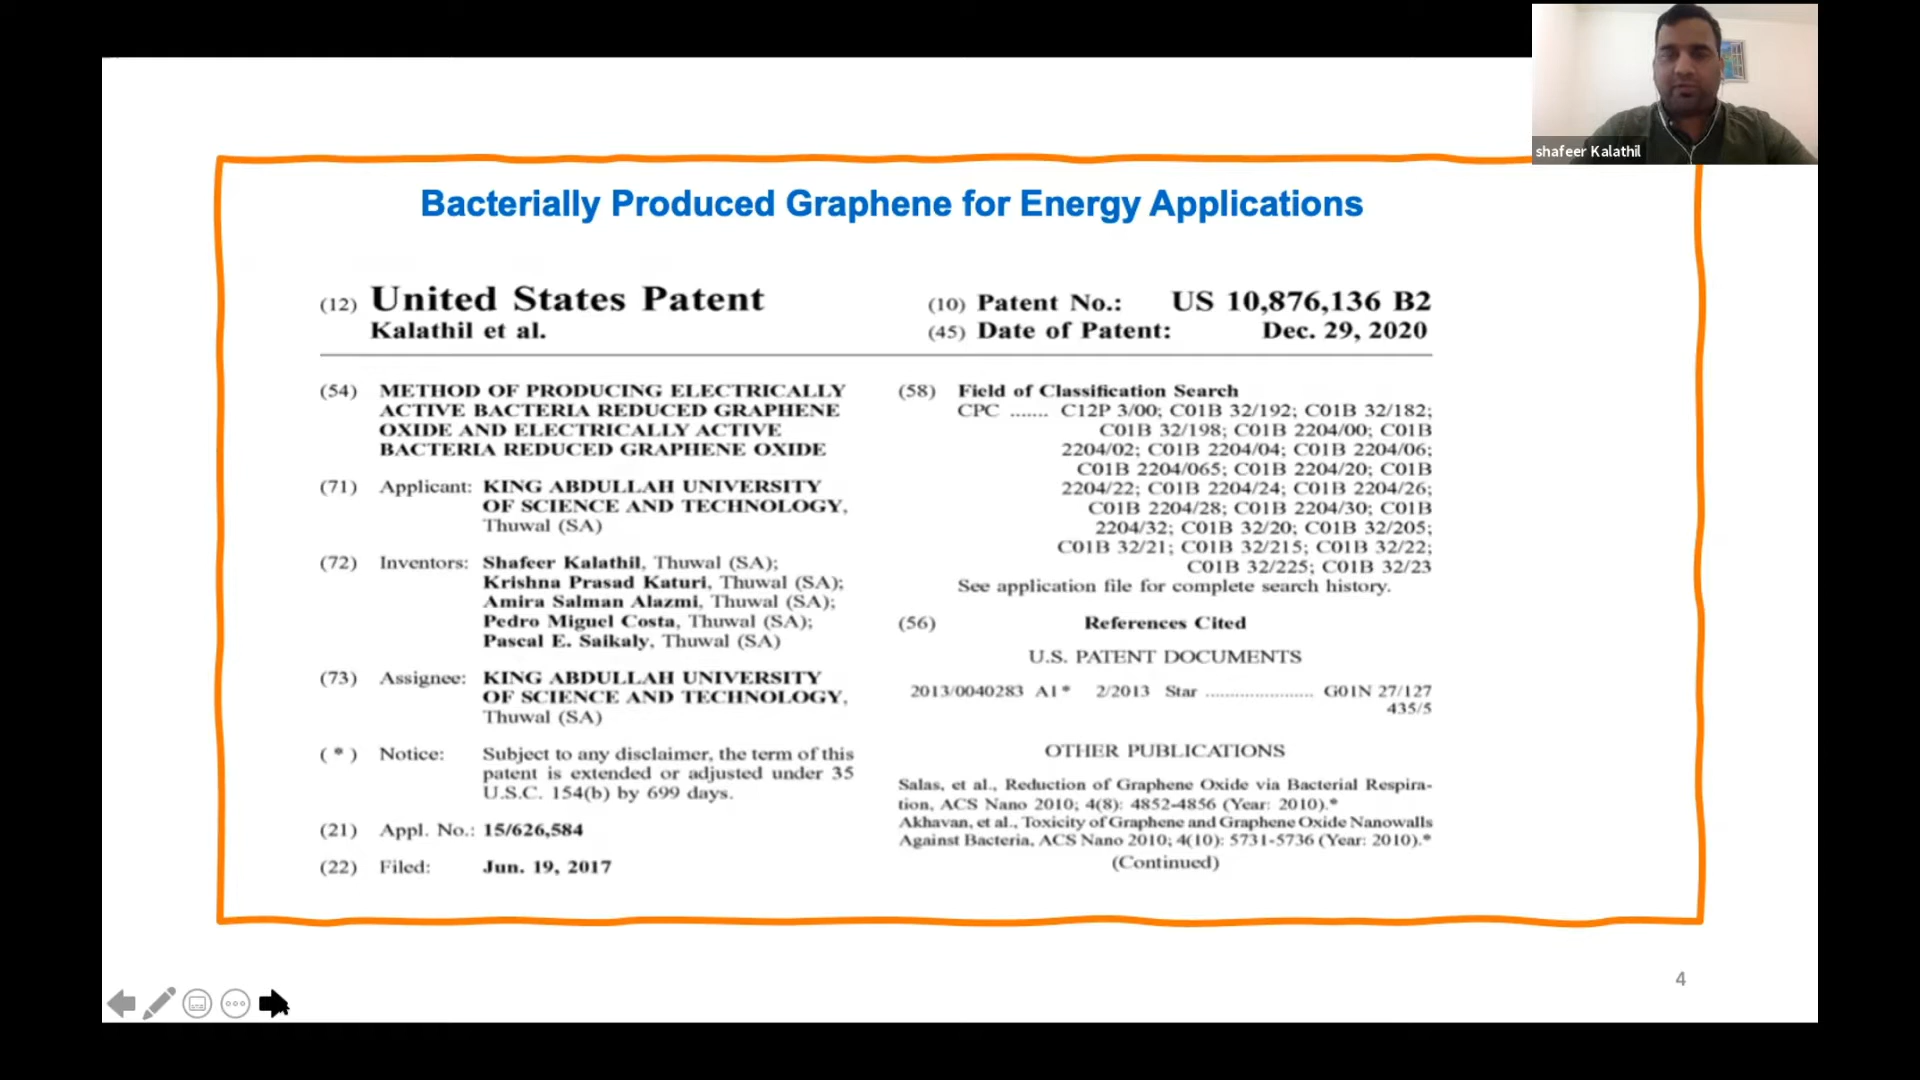 shafeer Kalathil
Bacterially Produced Graphene for Energy Applications
(12) United States Patent
Kalathil et al.
(10) Patent No.: US 10,876,136 B2
(45) Date of Patent: Dec. 29, 2020
(54) METHOD OF PRODUCING ELECTRICALLY
ACTIVE BACTERIA REDUCED GRAPHENE
OXIDE AND ELECTRICALLY ACTIVE
BACTERIA REDUCED GRAPHENE OXIDE
(71) Applicant: KING ABDULLAH UNIVERSITY
OF SCIENCE AND TECHNOLOGY,
Thuwal (SA)
(72) Inventors: Shafeer Kalathil, Thuwal (SA);
Krishna Prasad Katuri, Thuwal (SA);
Amira Salman Alazmi, Thuwal (SA);
Pedro Miguel Costa, Thuwal (SA);
Pascal E. Saikaly, Thuwal (SA)
(73) Assignee: KING ABDULLAH UNIVERSITY
OF SCIENCE AND TECHNOLOGY,
Thuwal (SA)
( * ) Notice: Subject to any disclaimer, the term of this
patent is extended or adjusted under 35
U.S.C. 154(b) by 699 days.
(21) Appl. No.: 15/626,584
(22) Filed: Jun. 19, 2017
(58) Field of Classification Search
CPC ....... C12P 3/00; C01B 32/192; C01B 32/182;
C01B 32/198; C01B 2204/00; C01B
2204/02; C01B 2204/04; C01B 2204/06;
C01B 2204/065; C01B 2204/20; C01B
2204/22; C01B 2204/24; C01B 2204/26;
C01B 2204/28; C01B 2204/30; C01B
2204/32; C01B 32/20; C01B 32/205;
C01B 32/21; C01B 32/215; C01B 32/22;
C01B 32/225; C01B 32/23
See application file for complete search history.
(56) References Cited
U.S. PATENT DOCUMENTS
2013/0040283 A1* 2/2013 Star ...................... G01N 27/127
435/5
OTHER PUBLICATIONS
Salas, et al., Reduction of Graphene Oxide via Bacterial Respira-
tion, ACS Nano 2010; 4(8): 4852-4856 (Year: 2010).*
Akhavan, et al., Toxicity of Graphene and Graphene Oxide Nanowalls
Against Bacteria, ACS Nano 2010; 4(10): 5731-5736 (Year: 2010).*
(Continued)
4